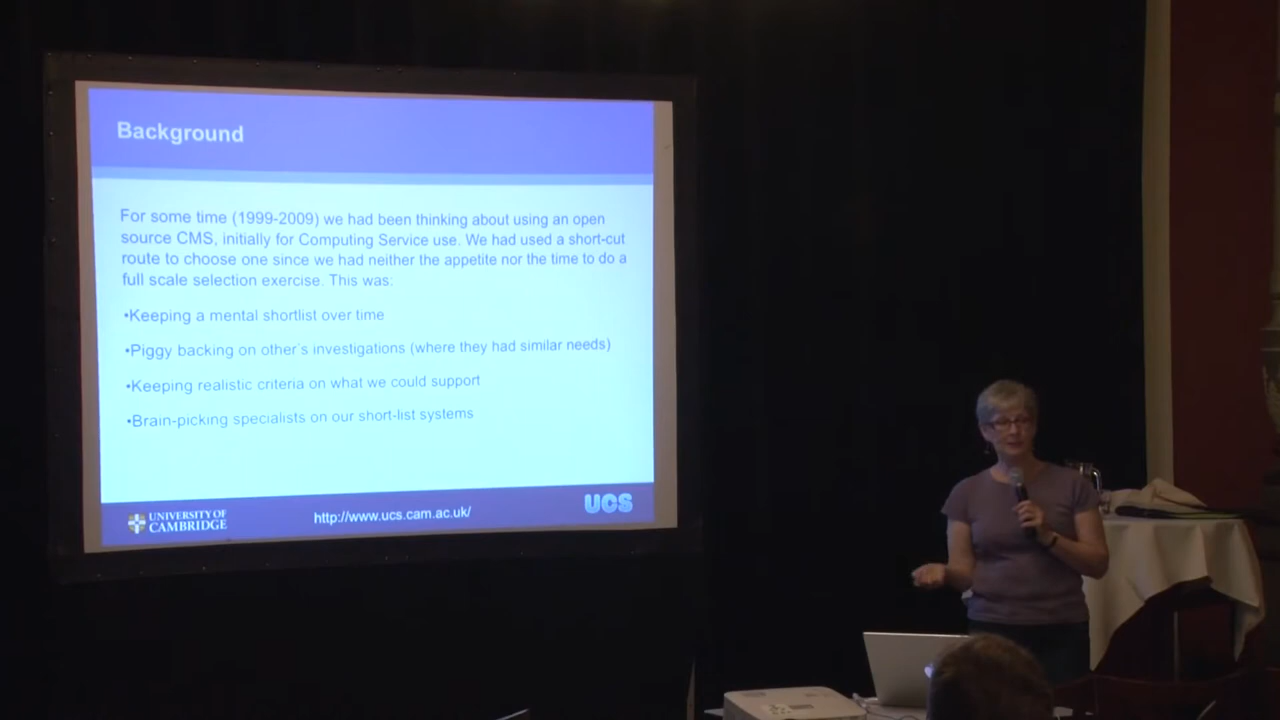 Background
For some time (1999-2009) we had been thinking about using an open
source CMS, initially for Computing Service use. We had used a short-cut
route to choose one since we had neither the appetite nor the time to do a
full scale selection exercise. This was:
•Keeping a mental shortlist over time
•Piggy backing on other's investigations (where they had similar needs)
•Keeping realistic criteria on what we could support
•Brain-picking specialists on our short-list systems
UNIVERSITY OF
CAMBRIDGE
http://www.ucs.cam.ac.uk/
UCS